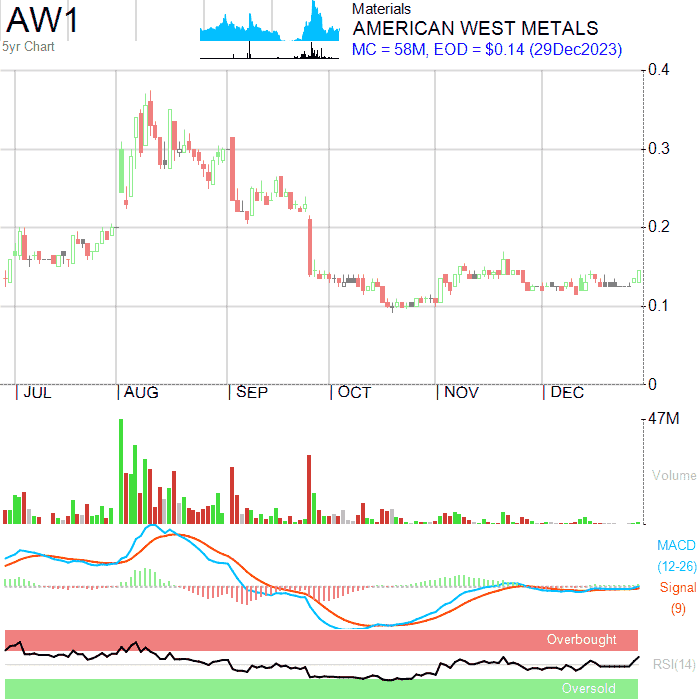 AW1
5yr Chart
Materials
AMERICAN WEST METALS
MC = 58M, EOD = $0.14 (29Dec2023)
0.4
0.3
0.2
0.1
0
JUL AUG SEP OCT NOV DEC
47M
Volume
MACD
(12-26)
Signal
(9)
Overbought
RSI(14)
Oversold